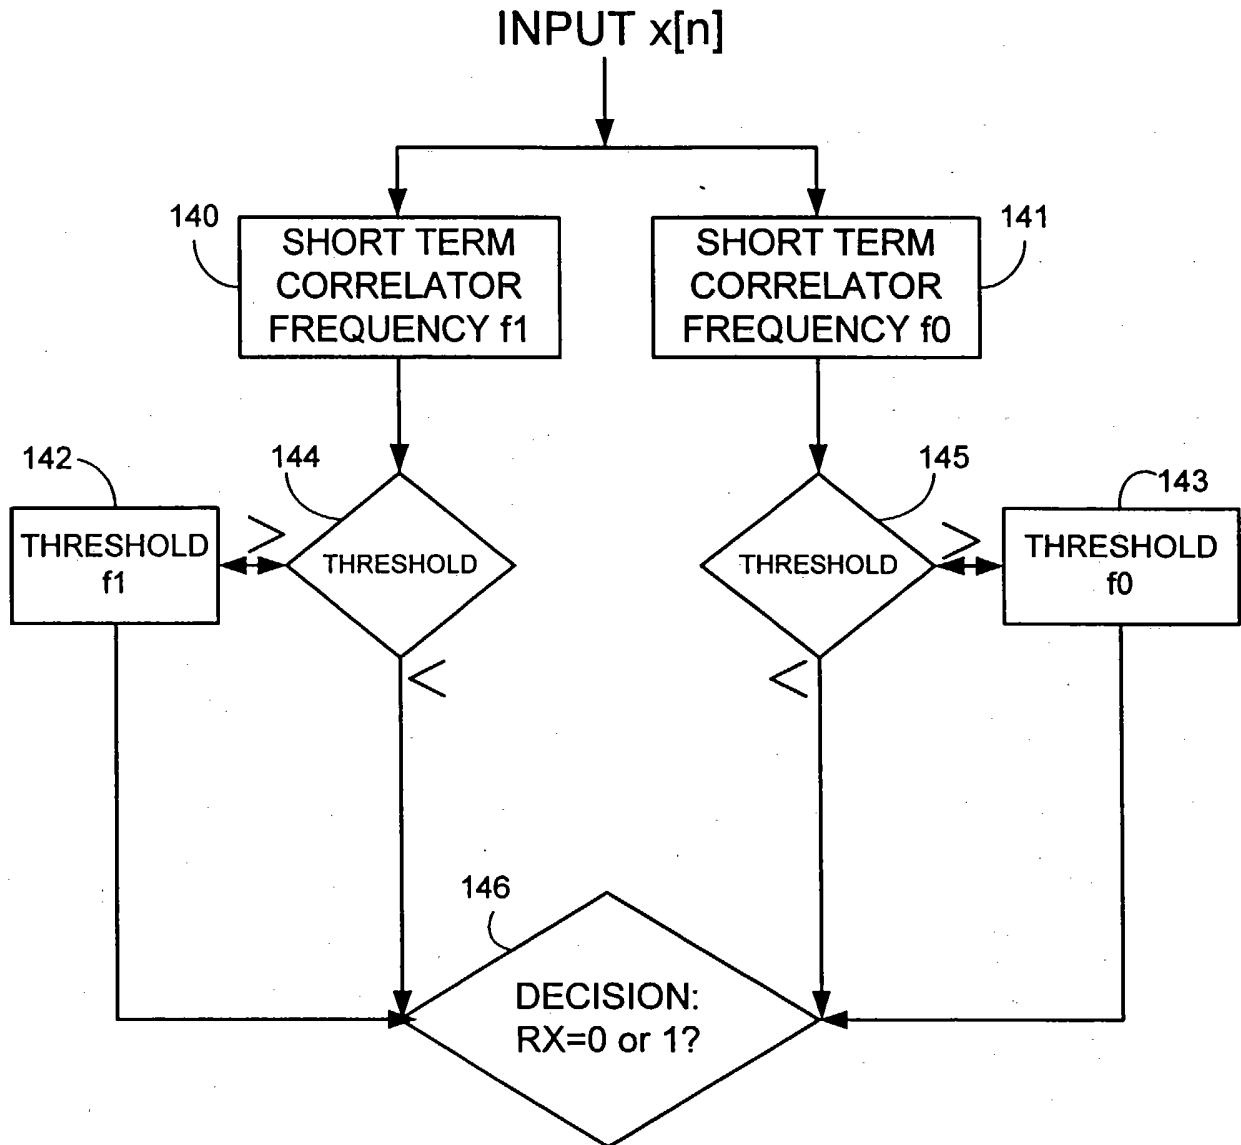 INPUT x[n]
140
SHORT TERM
CORRELATOR
FREQUENCY f1
SHORT TERM
CORRELATOR
FREQUENCY f0
141
142
THRESHOLD
f1
>
144
THRESHOLD
<
145
THRESHOLD
<
>
143
THRESHOLD
f0
146
DECISION:
RX=0 or 1?